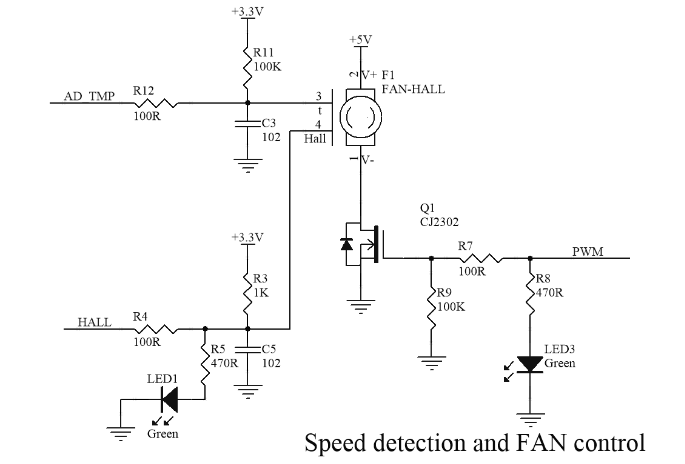 +3.3V
+5V
R11
100K
2 V+ F1
FAN-HALL
AD_TMP
R12
100R
3
t
4
Hall
C3
102
1 V-
Q1
CJ2302
+3.3V
R7
100R
PWM
R3
1K
R9
100K
R8
470R
HALL
R4
100R
R5
470R
C5
102
LED3
Green
LED1
Green
Speed detection and FAN control